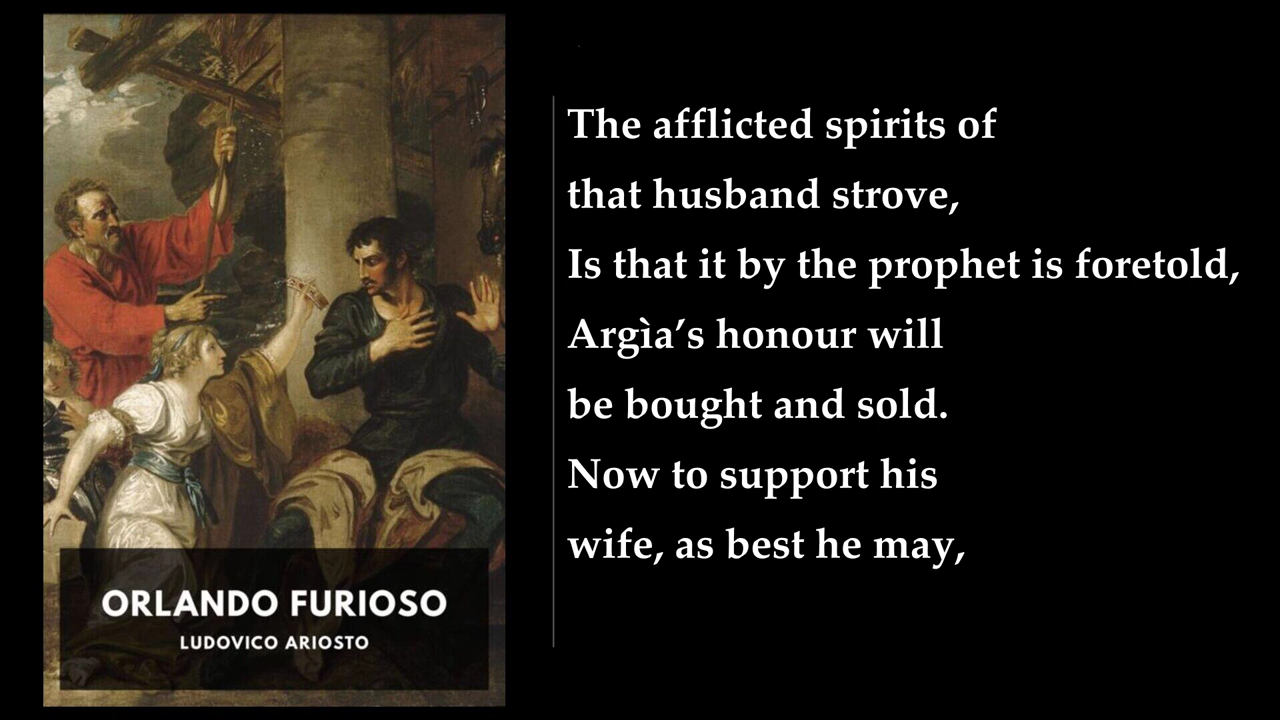 ORLANDO FURIOSO
LUDOVICO ARIOSTO
The afflicted spirits of
that husband strove,
Is that it by the prophet is foretold,
Argìa’s honour will
be bought and sold.
Now to support his
wife, as best he may,